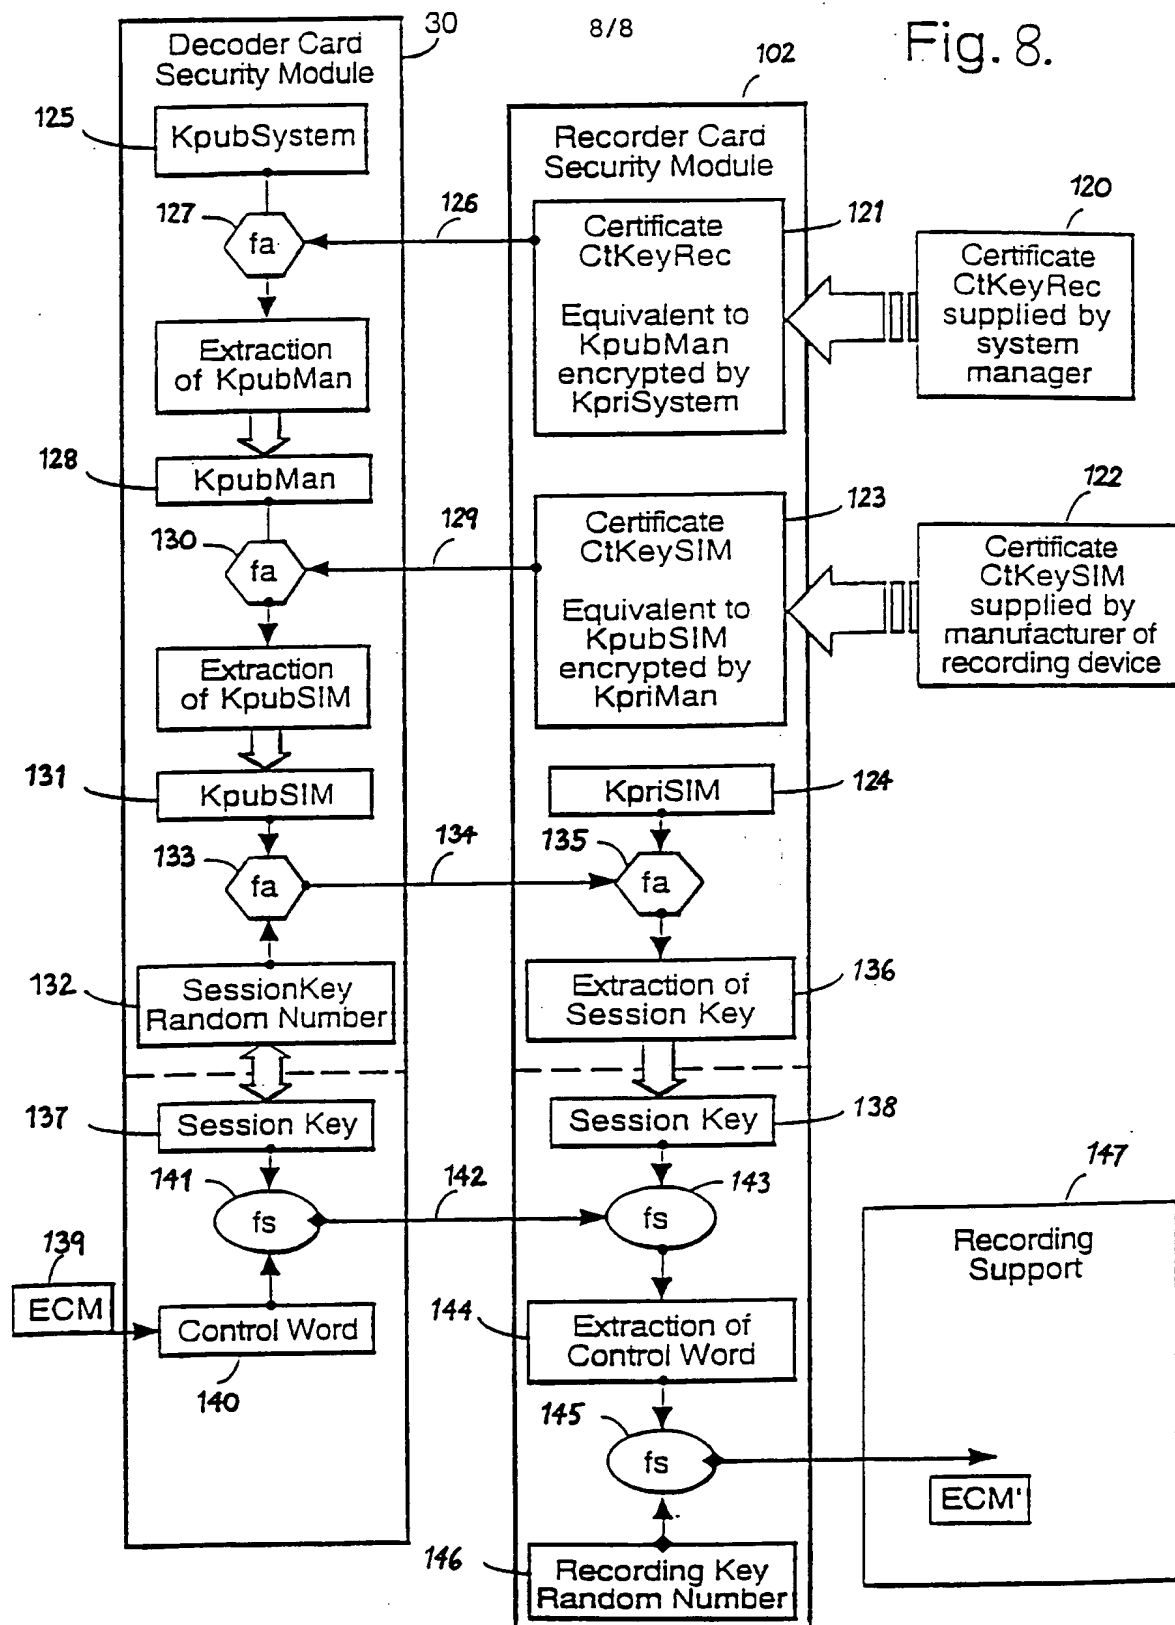 8/8
Fig. 8.
30
Decoder Card
Security Module
125
KpubSystem
127
fa
126
Extraction
of KpubMan
128
KpubMan
130
fa
129
Extraction
of KpubSIM
131
KpubSIM
133
fa
134
132
SessionKey
Random Number
137
Session Key
141
fs
142
139
ECM
Control Word
140
102
Recorder Card
Security Module
121
Certificate
CtKeyRec
Equivalent to
KpubMan
encrypted by
KpriSystem
123
Certificate
CtKeySIM
Equivalent to
KpubSIM
encrypted by
KpriMan
KpriSIM
124
135
fa
136
Extraction of
Session Key
138
Session Key
143
fs
144
Extraction of
Control Word
145
fs
146
Recording Key
Random Number
120
Certificate
CtKeyRec
supplied by
system
manager
122
Certificate
CtKeySIM
supplied by
manufacturer of
recording device
147
Recording
Support
ECM'